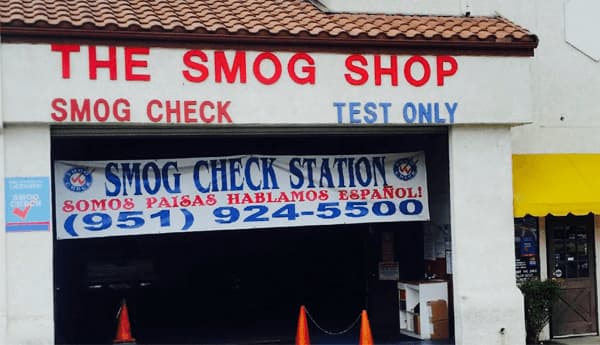 THE SMOG SHOP
SMOG CHECK TEST ONLY
SMOG CHECK STATION
SOMOS PAISAS HABLAMOS ESPAÑOL!
(951) 924-5500
SMOG
CHECK